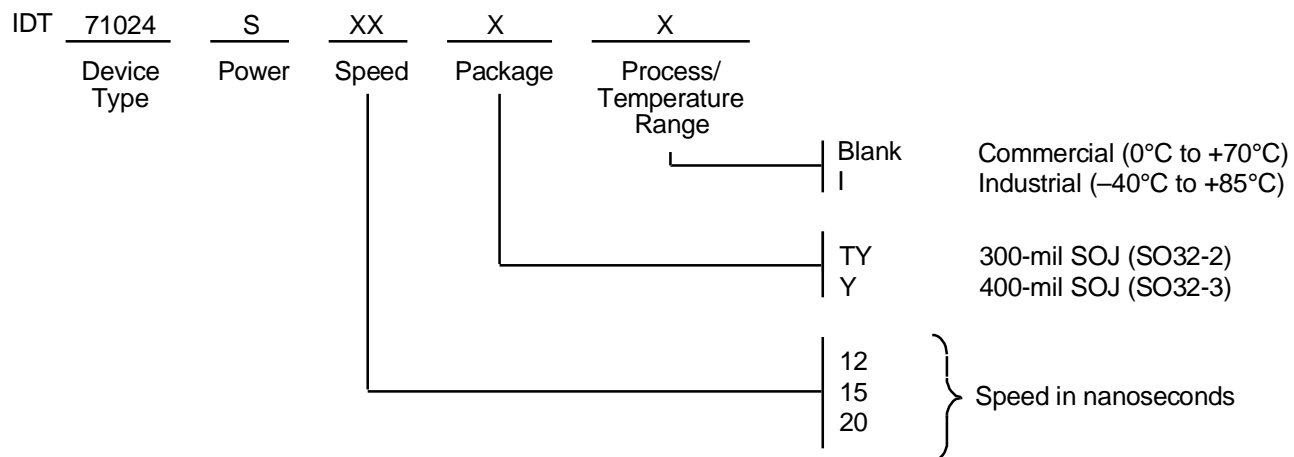 IDT 71024 S XX X X
Device Type Power Speed Package Process/ Temperature Range
Blank Commercial (0°C to +70°C)
I Industrial (–40°C to +85°C)
TY 300-mil SOJ (SO32-2)
Y 400-mil SOJ (SO32-3)
12
15 Speed in nanoseconds
20